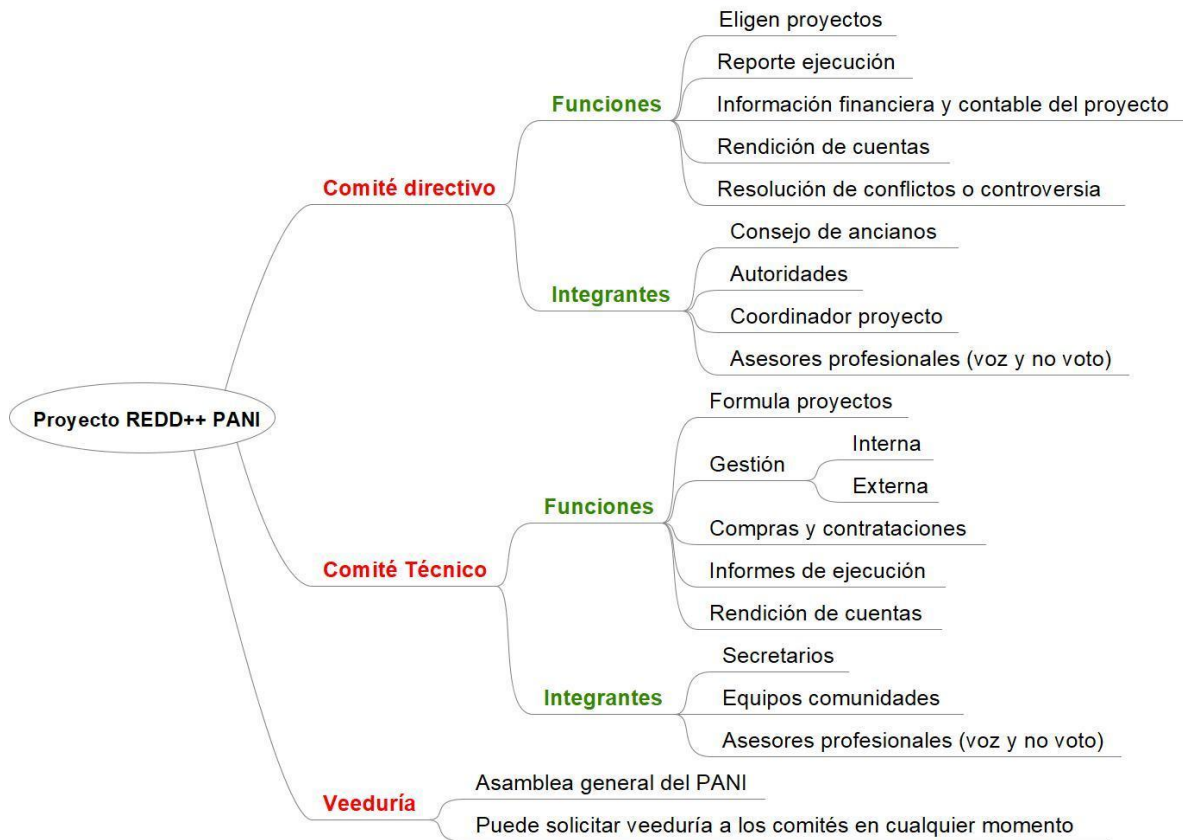 Proyecto REDD++ PANI
Comité directivo
Funciones
Eligen proyectos
Reporte ejecución
Información financiera y contable del proyecto
Rendición de cuentas
Resolución de conflictos o controversia
Integrantes
Consejo de ancianos
Autoridades
Coordinador proyecto
Asesores profesionales (voz y no voto)
Comité Técnico
Funciones
Formula proyectos
Gestión
Interna
Externa
Compras y contrataciones
Informes de ejecución
Rendición de cuentas
Integrantes
Secretarios
Equipos comunidades
Asesores profesionales (voz y no voto)
Veeduría
Asamblea general del PANI
Puede solicitar veeduría a los comités en cualquier momento